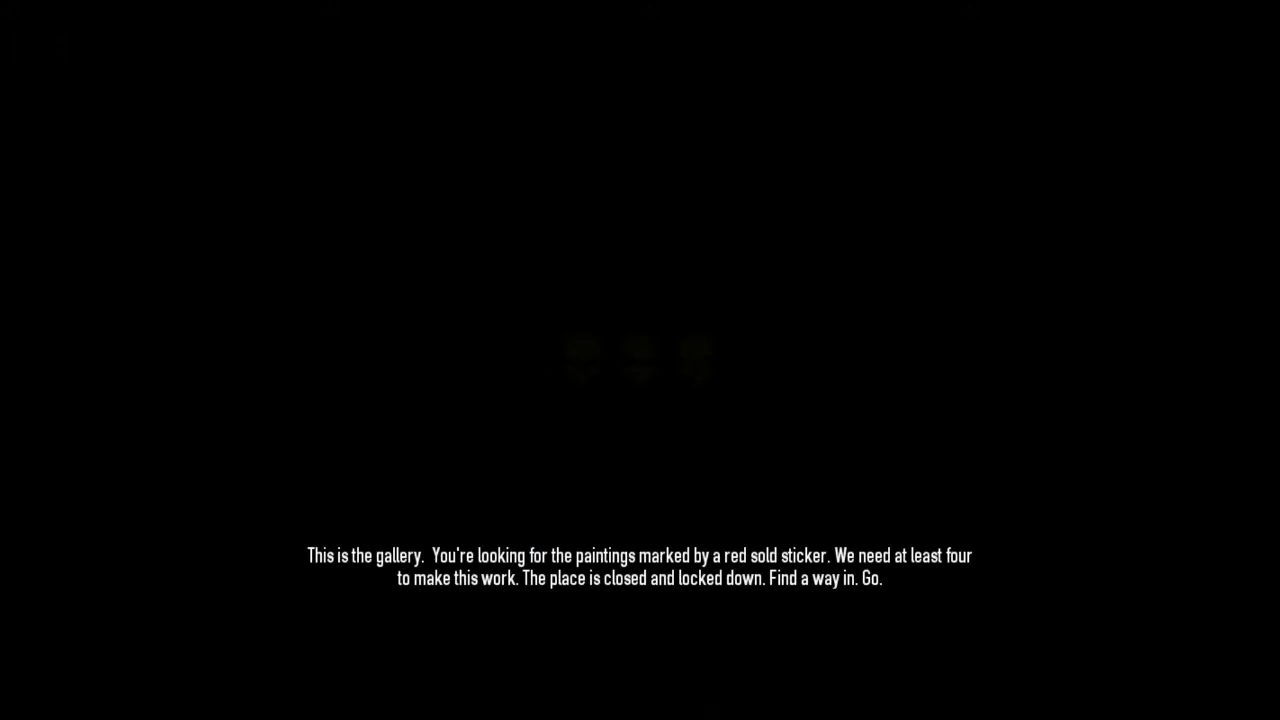 This is the gallery.  You're looking for the paintings marked by a red sold sticker. We need at least four
to make this work. The place is closed and locked down. Find a way in. Go.